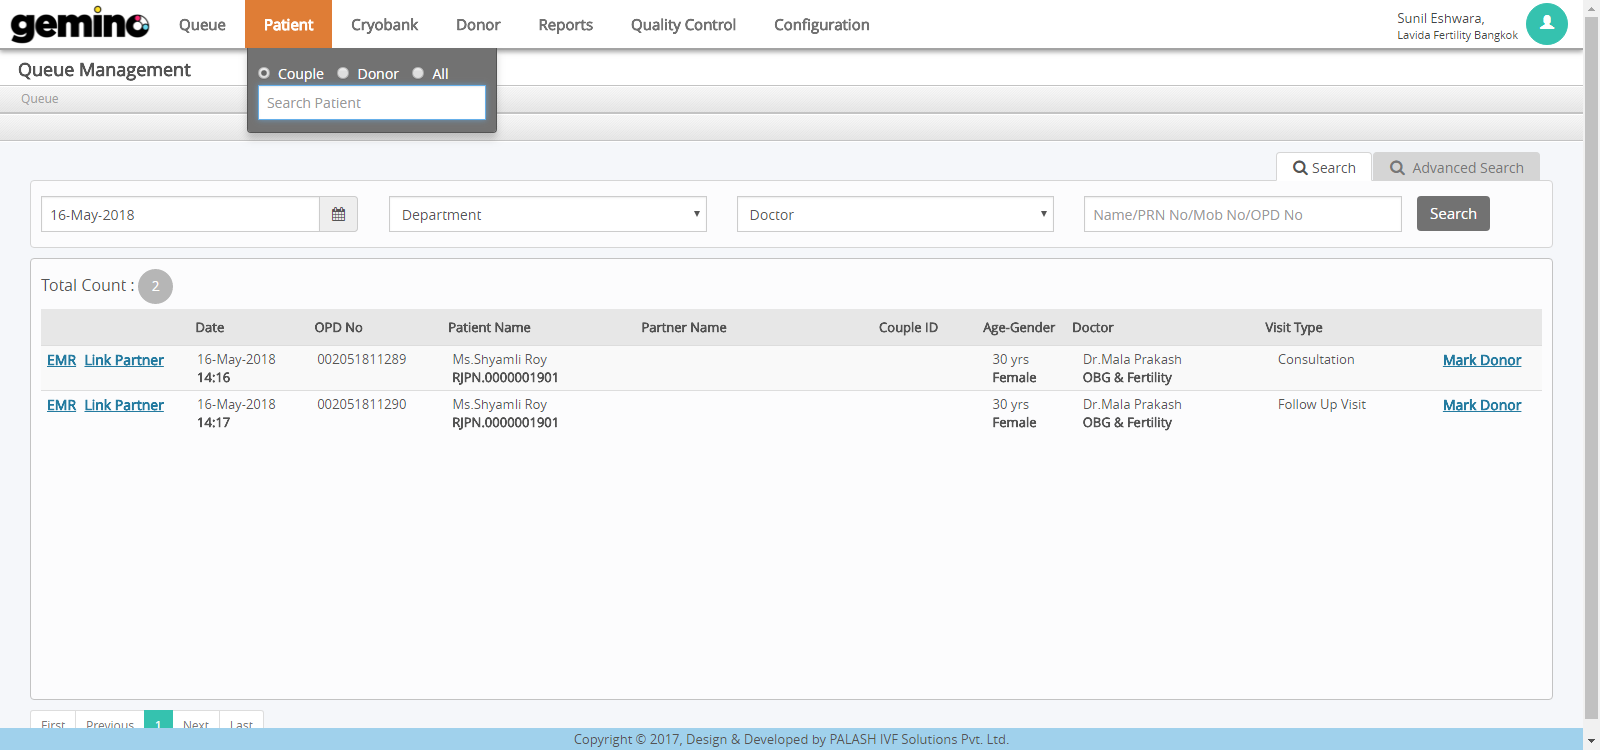 gemino Queue Patient Cryobank Donor Reports Quality Control Configuration
Sunil Eshwara,
Lavida Fertility Bangkok
Queue Management
Couple Donor All
Queue
Search Patient
Search Advanced Search
16-May-2018 Department Doctor Name/PRN No/Mob No/OPD No Search
Total Count : 2
Date OPD No Patient Name Partner Name Couple ID Age-Gender Doctor Visit Type
EMR Link Partner 16-May-2018 002051811289 Ms.Shyamli Roy 30 yrs Dr.Mala Prakash Consultation Mark Donor
14:16 RJPN.0000001901 Female OBG & Fertility
EMR Link Partner 16-May-2018 002051811290 Ms.Shyamli Roy 30 yrs Dr.Mala Prakash Follow Up Visit Mark Donor
14:17 RJPN.0000001901 Female OBG & Fertility
First Previous 1 Next Last
Copyright © 2017, Design & Developed by PALASH IVF Solutions Pvt. Ltd.